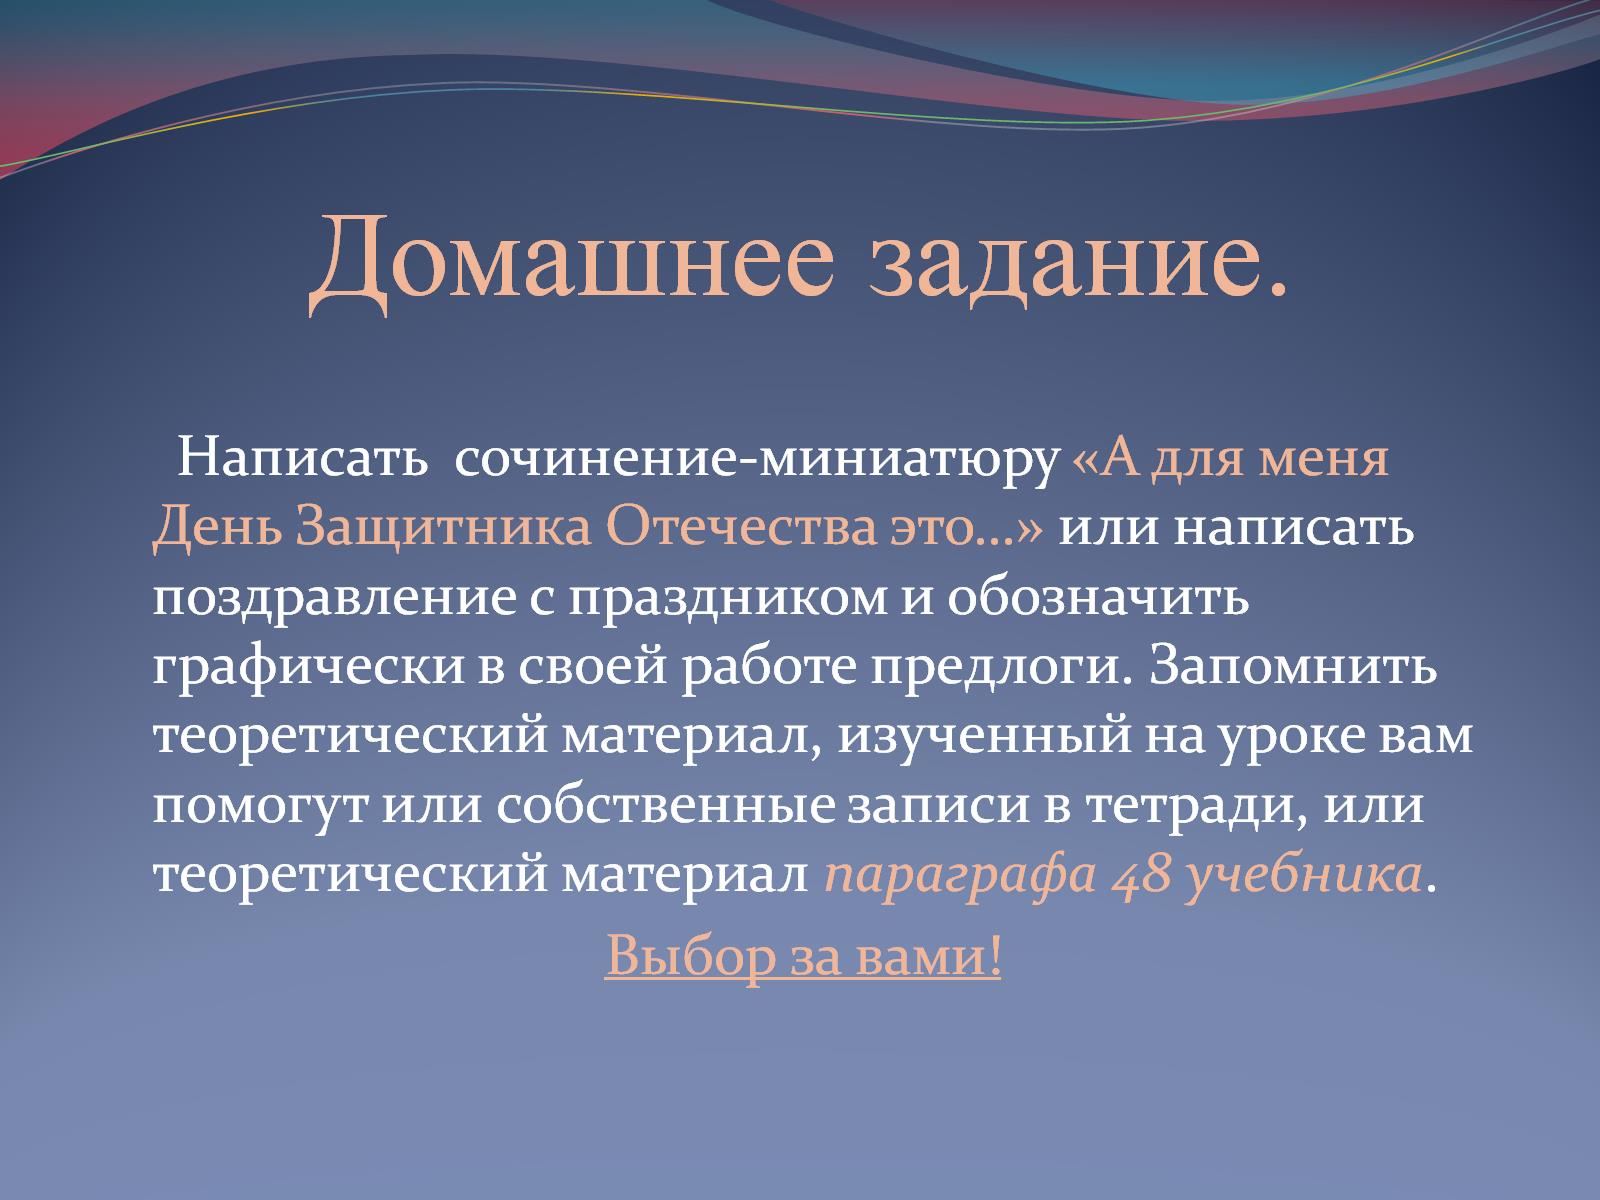 Домашнее задание.
Написать сочинение-миниатюру «А для меня
День Защитника Отечества это…» или написать
поздравление с праздником и обозначить
графически в своей работе предлоги. Запомнить
теоретический материал, изученный на уроке вам
помогут или собственные записи в тетради, или
теоретический материал параграфа 48 учебника.
Выбор за вами!